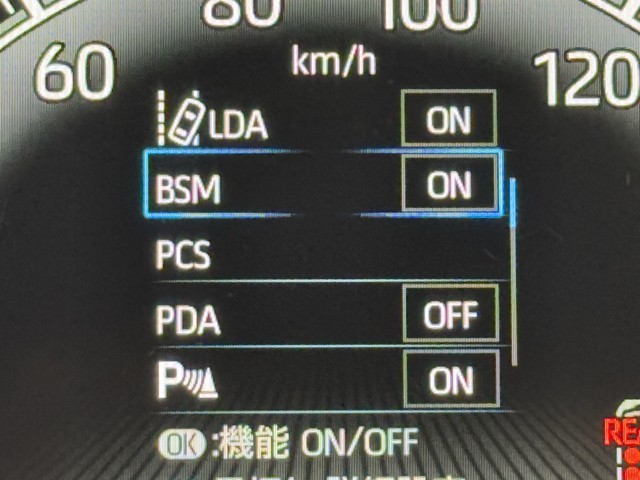 80 100
km/h
60 120
LDA ON
BSM ON
PCS
PDA OFF
P ON
OK :機能 ON/OFF